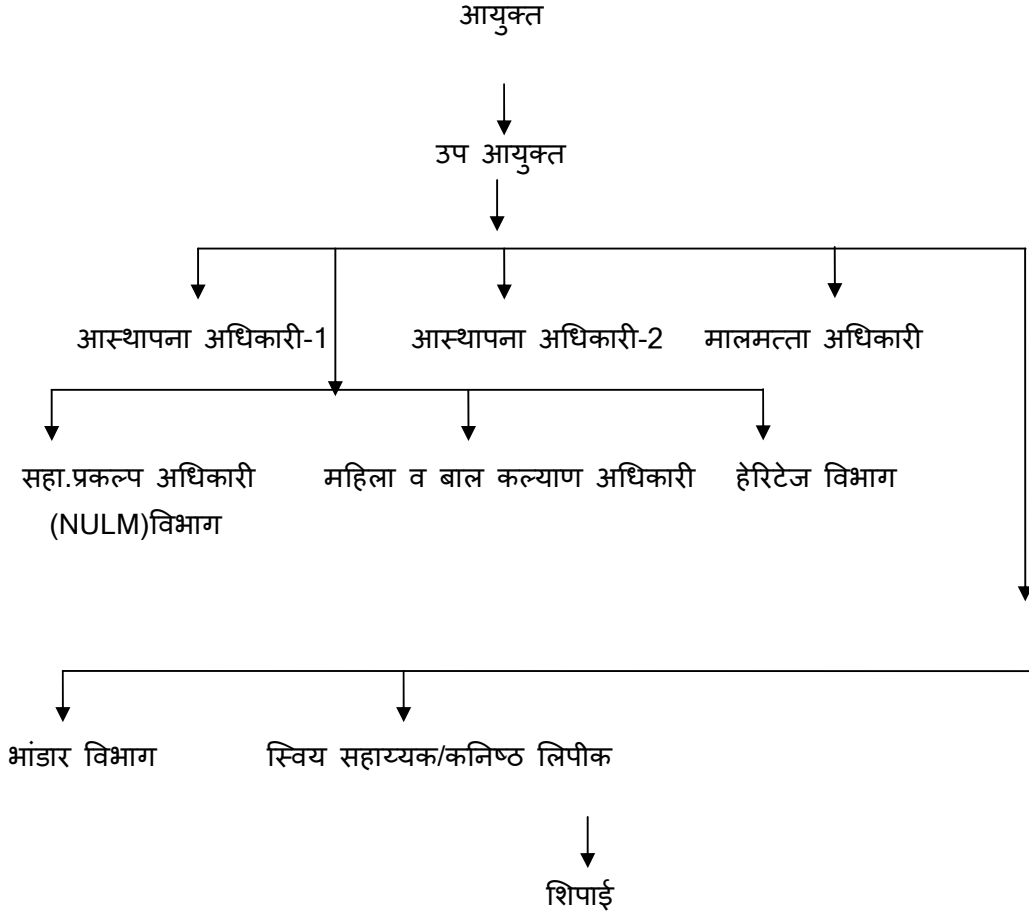 आयुक्त
उप आयुक्त
आस्थापना अधिकारी-1 आस्थापना अधिकारी-2 मालमत्ता अधिकारी
सहा.प्रकल्प अधिकारी महिला व बाल कल्याण अधिकारी हेरिटेज विभाग
(NULM)विभाग
भांडार विभाग स्विय सहाय्यक/कनिष्ठ लिपीक
शिपाई